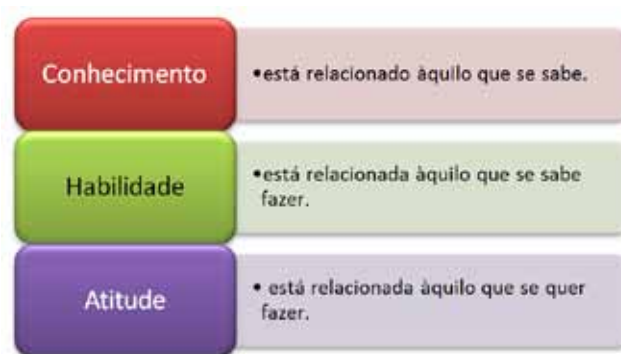 Conhecimento
•está relacionado àquilo que se sabe.
Habilidade
•está relacionada àquilo que se sabe
fazer.
Atitude
• está relacionada àquilo que se quer
fazer.